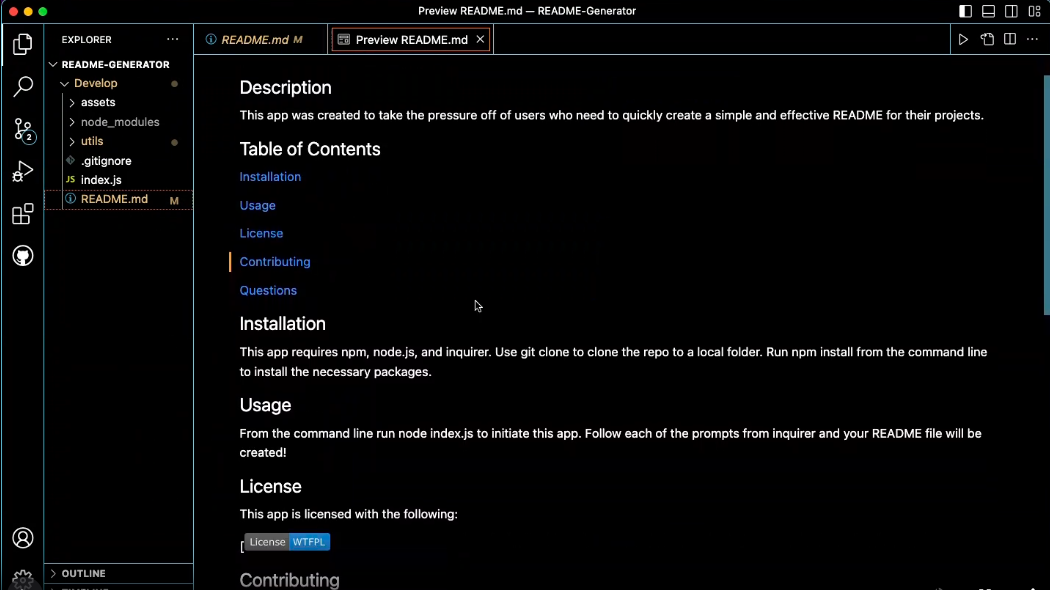 Preview README.md — README-Generator
EXPLORER
README-GENERATOR
Develop
assets
node_modules
utils
.gitignore
JS index.js
README.md M
OUTLINE
2
README.md M
Preview README.md
Description
This app was created to take the pressure off of users who need to quickly create a simple and effective README for their projects.
Table of Contents
Installation
Usage
License
Contributing
Questions
Installation
This app requires npm, node.js, and inquirer. Use git clone to clone the repo to a local folder. Run npm install from the command line
to install the necessary packages.
Usage
From the command line run node index.js to initiate this app. Follow each of the prompts from inquirer and your README file will be
created!
License
This app is licensed with the following:
[License WTFPL
Contributing